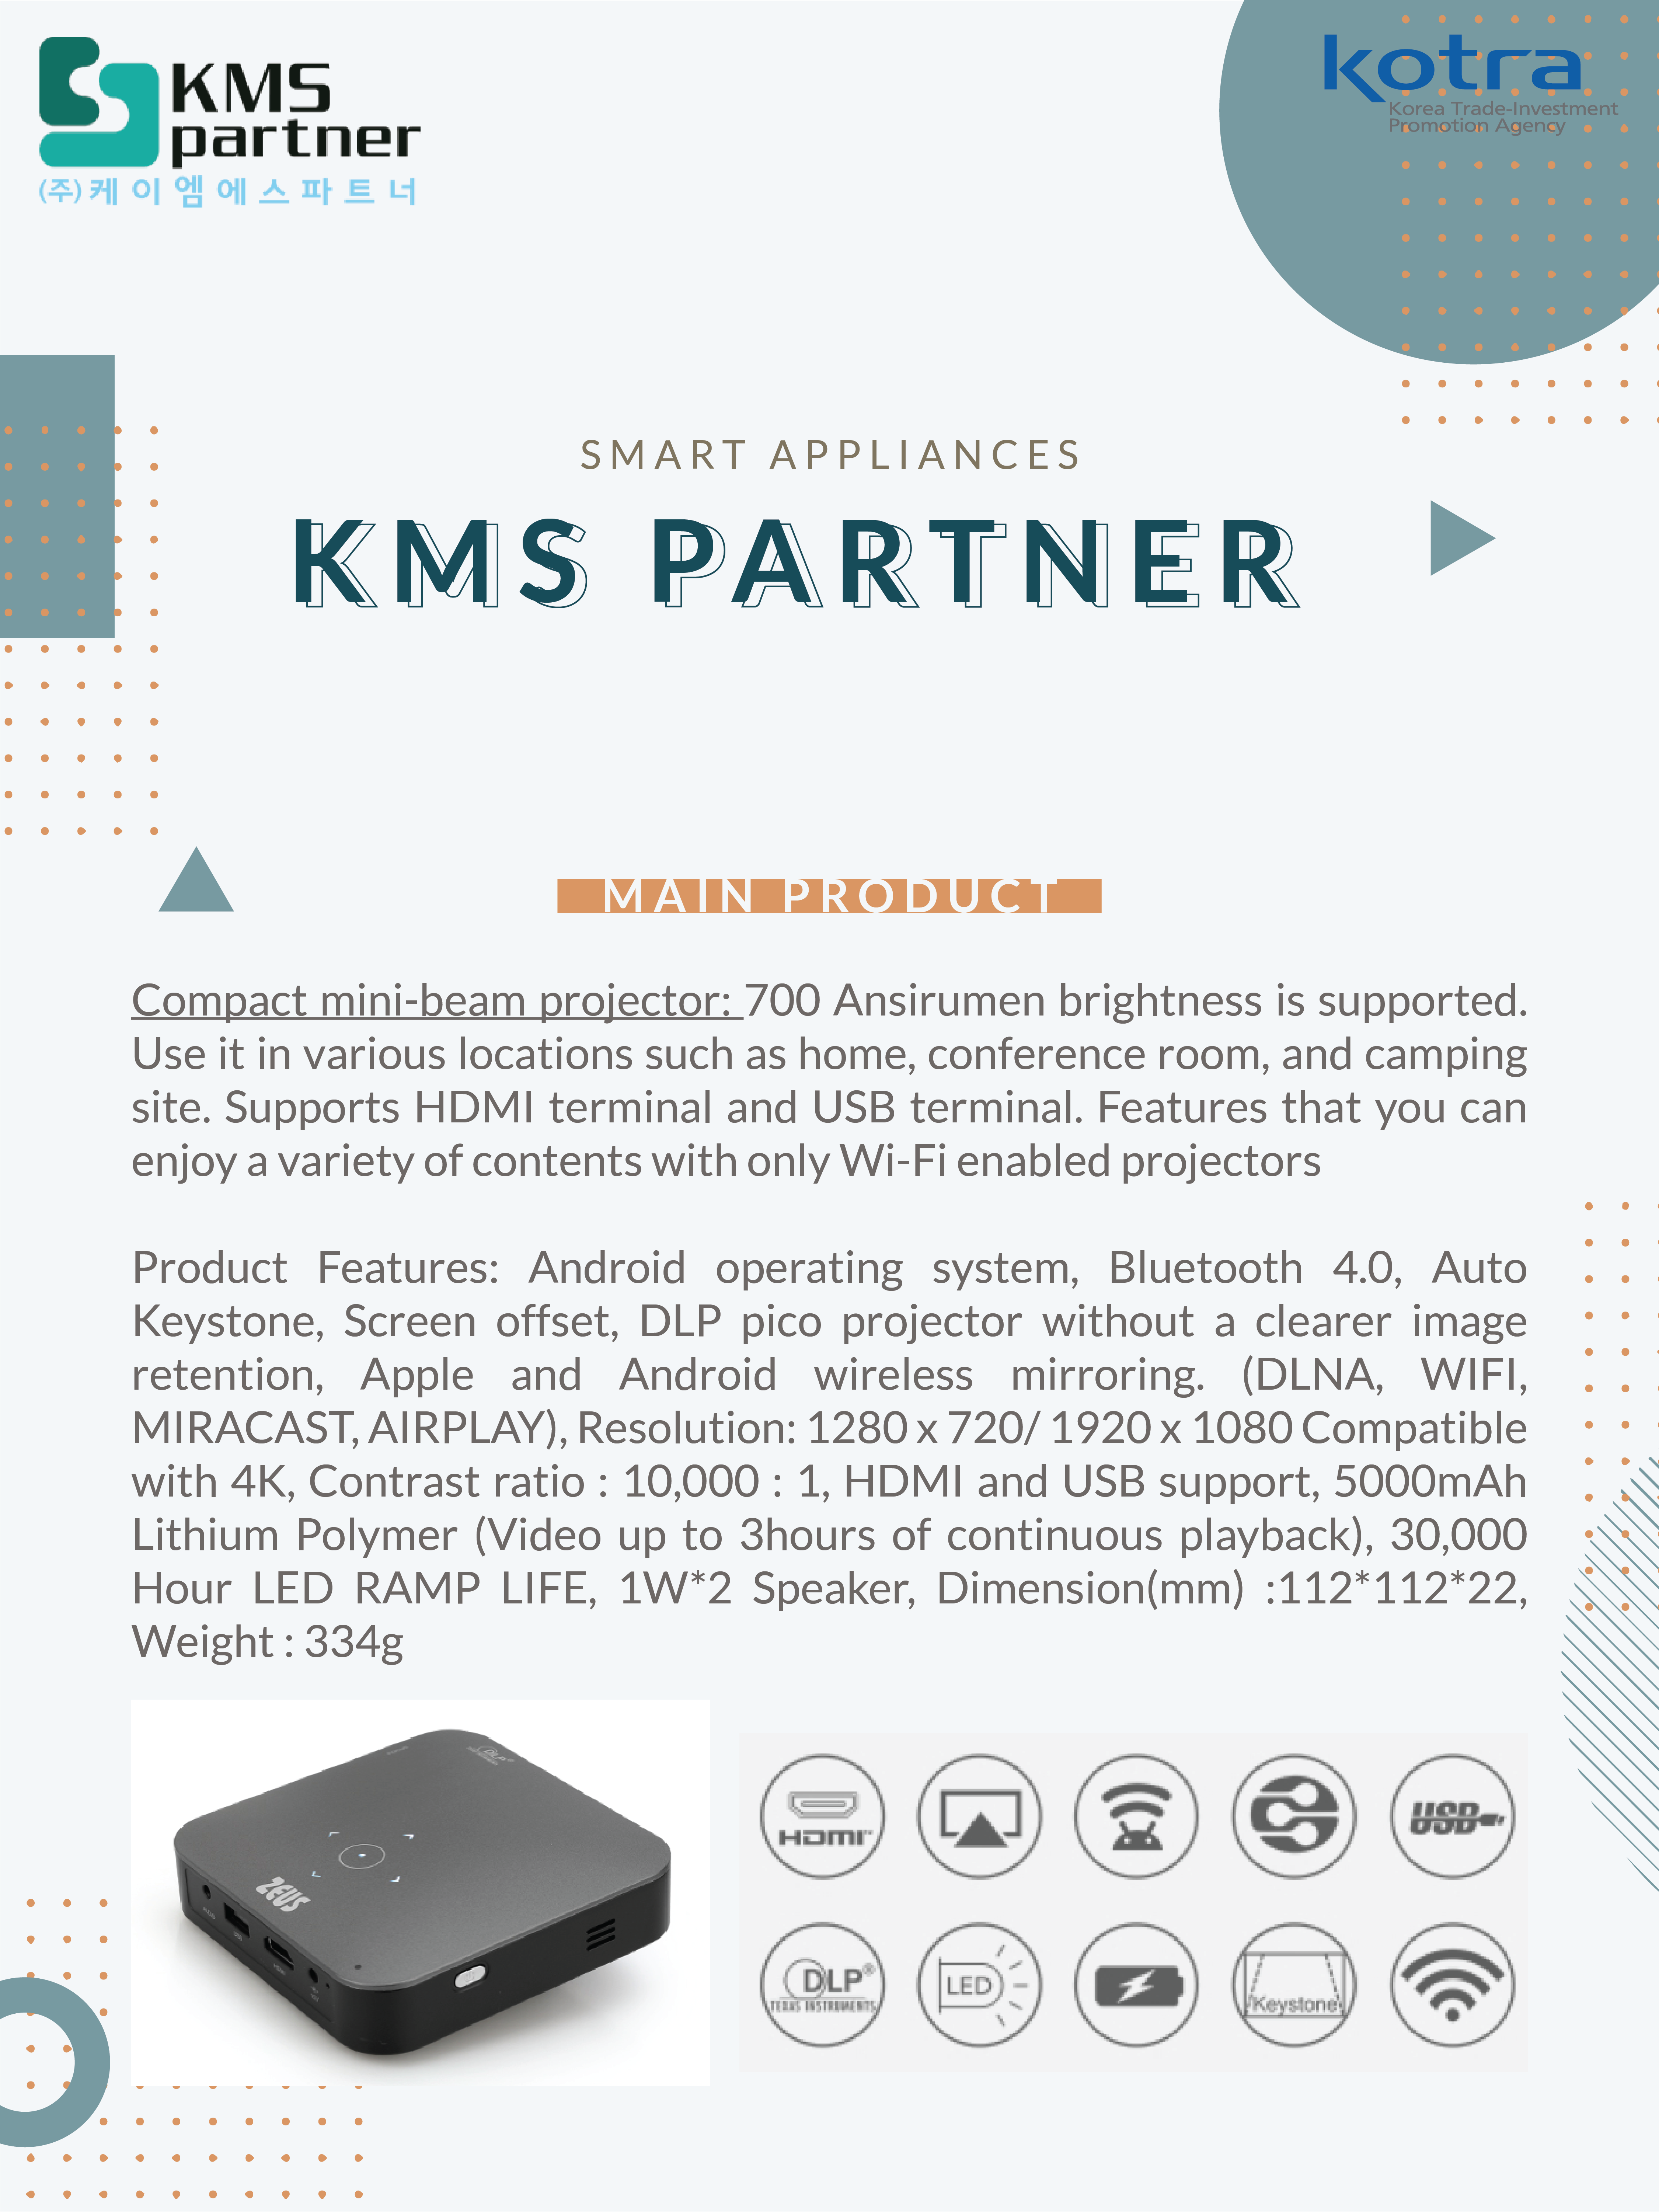 KMS
partner
(주)케이엠에스파트너
kotra
Korea Trade-Investment
Promotion Agency
SMART APPLIANCES
KMS PARTNER
MAIN PRODUCT
Compact mini-beam projector: 700 Ansirumen brightness is supported.
Use it in various locations such as home, conference room, and camping
site. Supports HDMI terminal and USB terminal. Features that you can
enjoy a variety of contents with only Wi-Fi enabled projectors
Product Features: Android operating system, Bluetooth 4.0, Auto
Keystone, Screen offset, DLP pico projector without a clearer image
retention, Apple and Android wireless mirroring. (DLNA, WIFI,
MIRACAST, AIRPLAY), Resolution: 1280 x 720/ 1920 x 1080 Compatible
with 4K, Contrast ratio : 10,000 : 1, HDMI and USB support, 5000mAh
Lithium Polymer (Video up to 3hours of continuous playback), 30,000
Hour LED RAMP LIFE, 1W*2 Speaker, Dimension(mm) :112*112*22,
Weight : 334g
DLP
ZEUS
HDMI
USB
DLP®
TEXAS INSTRUMENTS
LED
Keystone